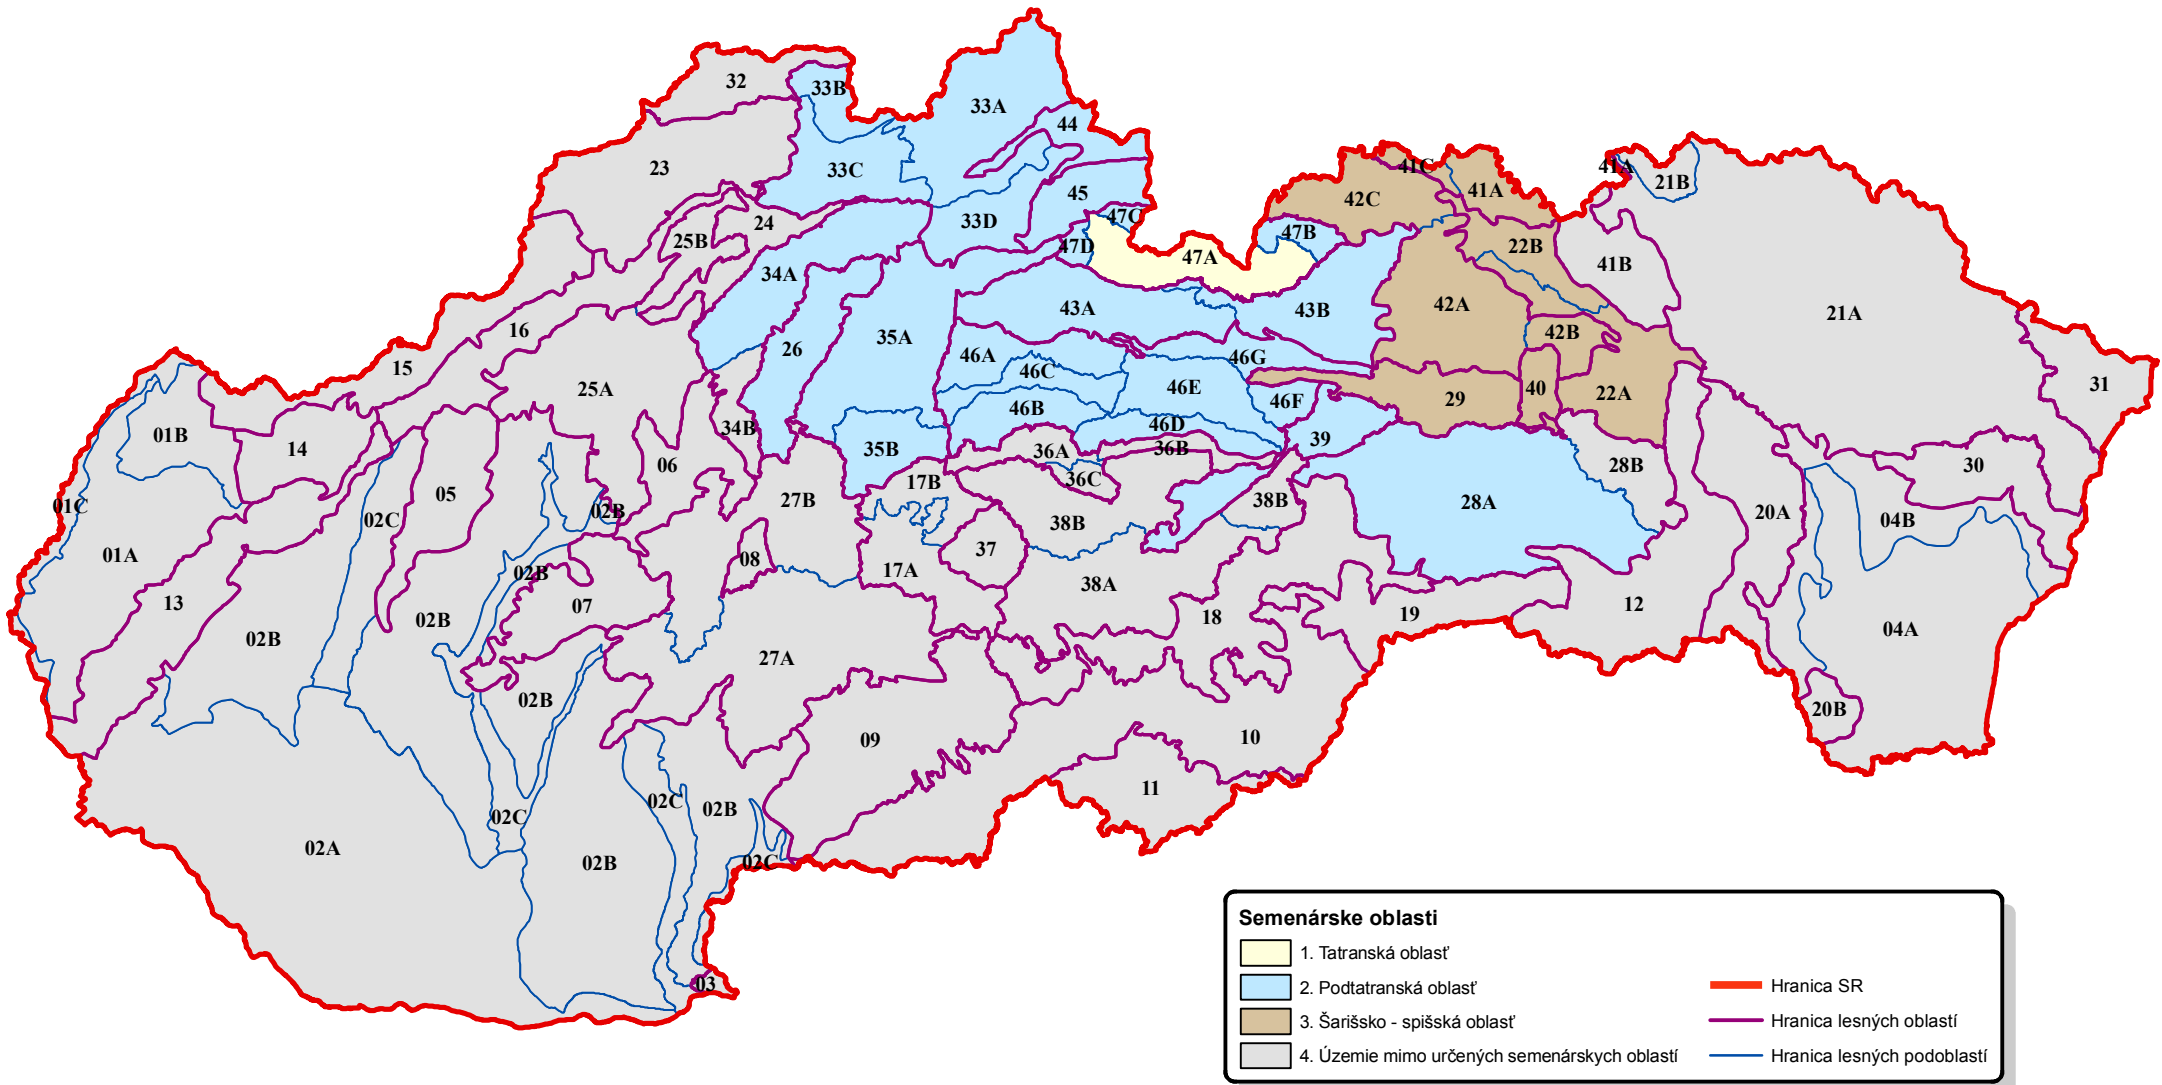 32
33B
33A
44
23
33C
41C
41A
41A
21B
42C
45
47C
33D
24
25B
47D
47B
47A
22B
41B
34A
43A
43B
42A
21A
16
26
35A
42B
15
46A
46G
46C
25A
46E
29
40
22A
31
46F
46B
01B
14
34B
46D
39
35B
36A
36B
06
28B
30
17B
36C
05
27B
38B
38B
28A
01C
02B
02C
20A
04B
01A
08
37
17A
02B
38A
13
07
12
18
19
02B
02B
04A
27A
02B
20B
09
10
11
02C
02B
02C
02A
02B
02C
03
Semenárske oblasti
1. Tatranská oblasť
2. Podtatranská oblasť
3. Šarišsko - spišská oblasť
4. Územie mimo určených semenárskych oblastí
Hranica SR
Hranica lesných oblastí
Hranica lesných podoblastí